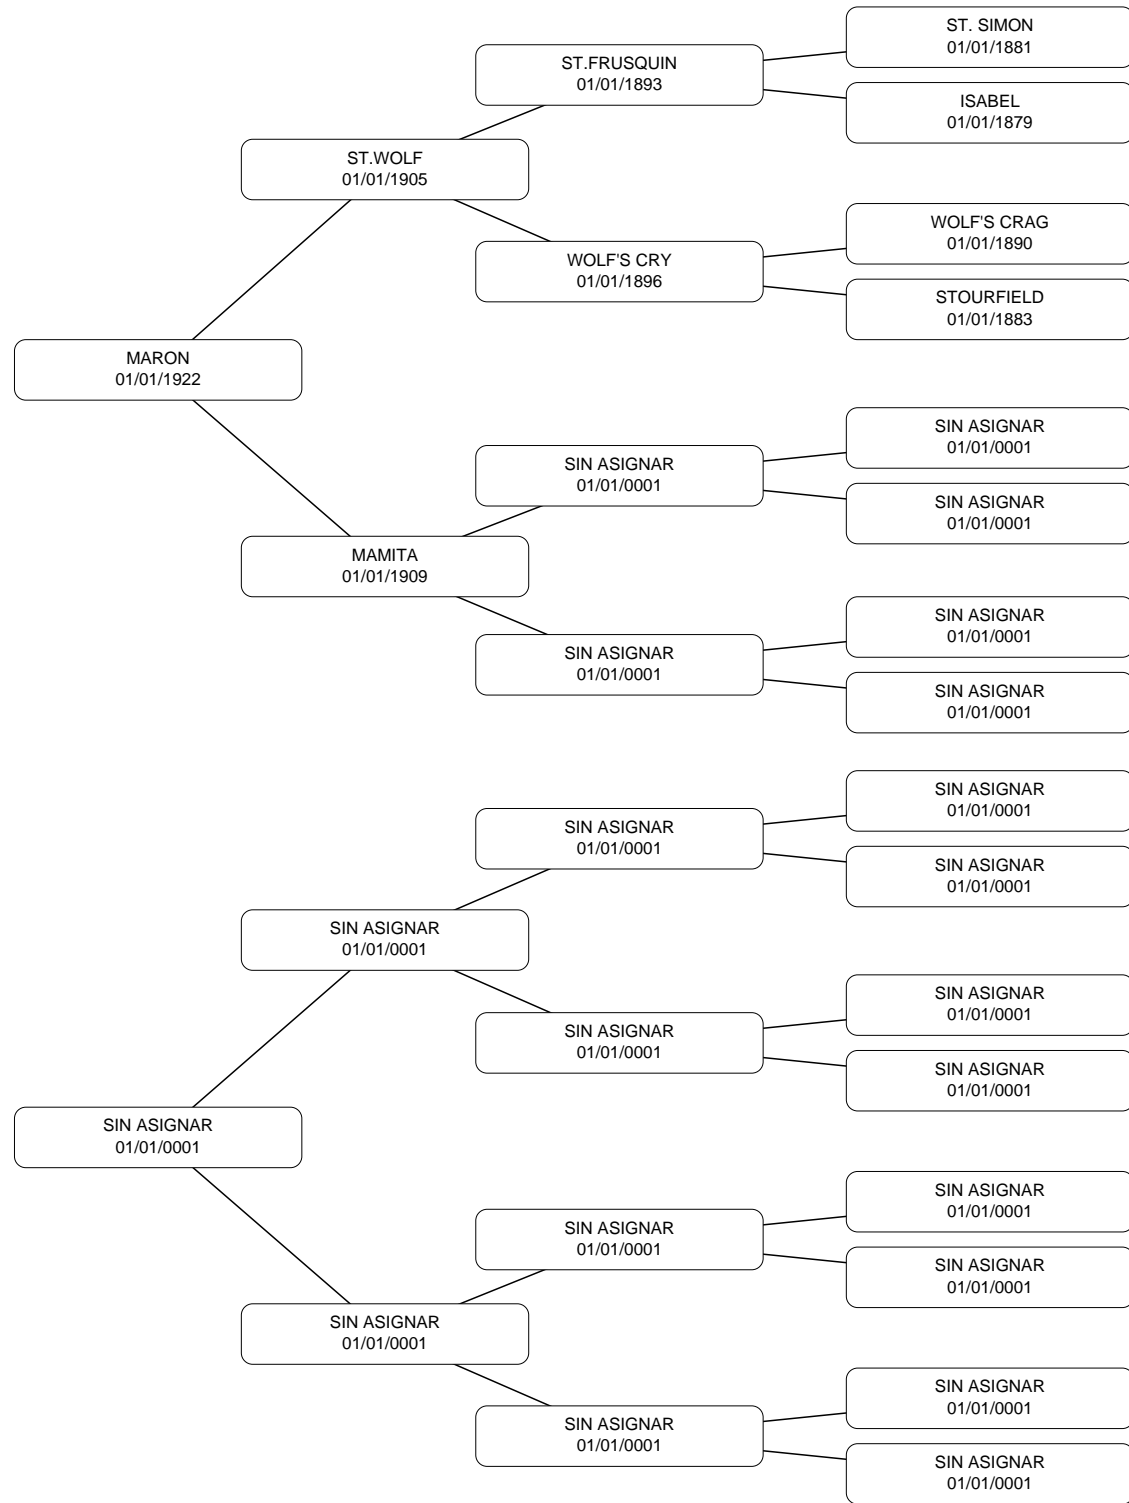 ST. SIMON
01/01/1881
ST.FRUSQUIN
01/01/1893
ISABEL
01/01/1879
ST.WOLF
01/01/1905
WOLF'S CRAG
01/01/1890
WOLF'S CRY
01/01/1896
STOURFIELD
01/01/1883
MARON
01/01/1922
SIN ASIGNAR
01/01/0001
SIN ASIGNAR
01/01/0001
SIN ASIGNAR
01/01/0001
MAMITA
01/01/1909
SIN ASIGNAR
01/01/0001
SIN ASIGNAR
01/01/0001
SIN ASIGNAR
01/01/0001
SIN ASIGNAR
01/01/0001
SIN ASIGNAR
01/01/0001
SIN ASIGNAR
01/01/0001
SIN ASIGNAR
01/01/0001
SIN ASIGNAR
01/01/0001
SIN ASIGNAR
01/01/0001
SIN ASIGNAR
01/01/0001
SIN ASIGNAR
01/01/0001
SIN ASIGNAR
01/01/0001
SIN ASIGNAR
01/01/0001
SIN ASIGNAR
01/01/0001
SIN ASIGNAR
01/01/0001
SIN ASIGNAR
01/01/0001
SIN ASIGNAR
01/01/0001
SIN ASIGNAR
01/01/0001